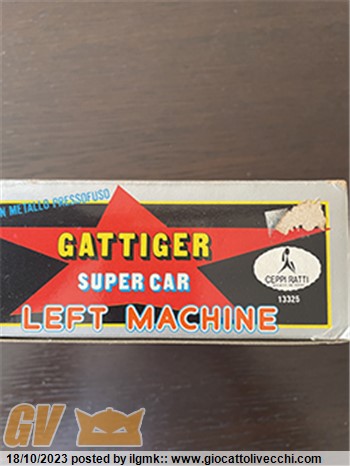 N METALLO PRESSOFUSO
GATTIGER
SUPER CAR
LEFT MACHINE
CEPPI RATTI
13325
GV
18/10/2023 posted by ilgmk:: www.giocattolivecchi.com